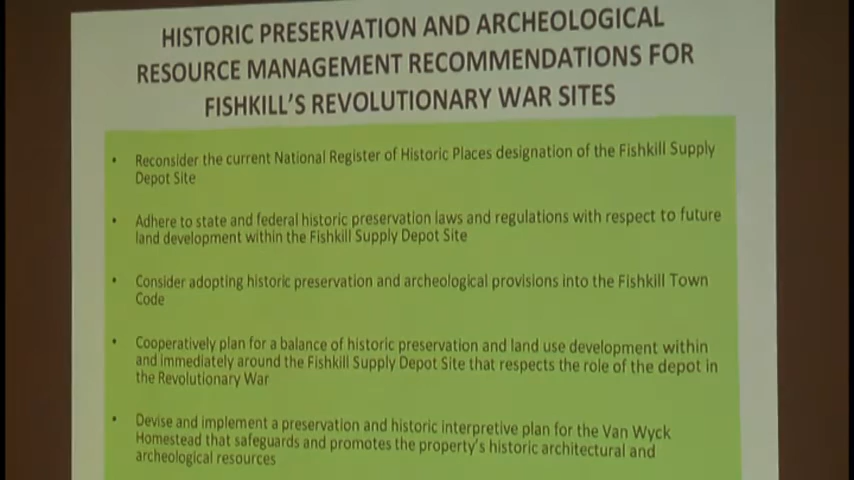 HISTORIC PRESERVATION AND ARCHEOLOGICAL
RESOURCE MANAGEMENT RECOMMENDATIONS FOR
FISHKILL'S REVOLUTIONARY WAR SITES
• Reconsider the current National Register of Historic Places designation of the Fishkill Supply
Depot Site
• Adhere to state and federal historic preservation laws and regulations with respect to future
land development within the Fishkill Supply Depot Site
• Consider adopting historic preservation and archeological provisions into the Fishkill Town
Code
• Cooperatively plan for a balance of historic preservation and land use development within
and immediately around the Fishkill Supply Depot Site that respects the role of the depot in
the Revolutionary War
• Devise and implement a preservation and historic interpretive plan for the Van Wyck
Homestead that safeguards and promotes the property's historic architectural and
archeological resources